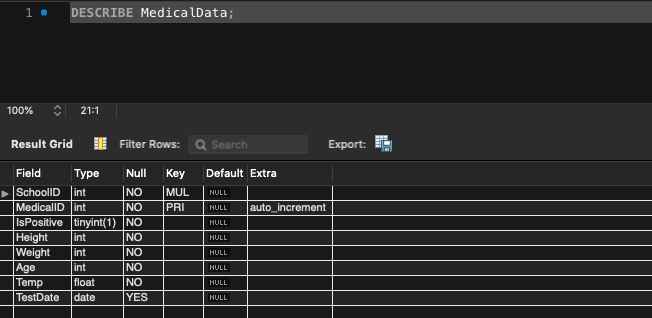 1 DESCRIBE MedicalData;
100% 21:1
Result Grid Filter Rows: Search Export:
Field Type Null Key Default Extra
SchoolID int NO MUL NULL
MedicalID int NO PRI NULL auto_increment
IsPositive tinyint(1) NO NULL
Height int NO NULL
Weight int NO NULL
Age int NO NULL
Temp float NO NULL
TestDate date YES NULL